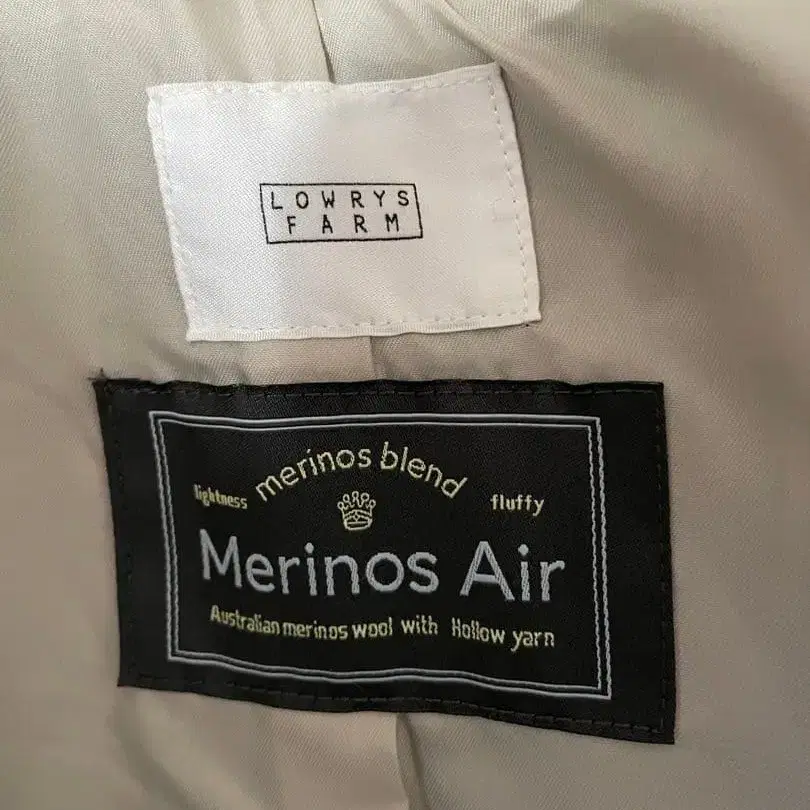 LOWRYS
FARM
merinos blend
lightness
fluffy
Merinos Air
Australian merinos wool with Hollow yarn